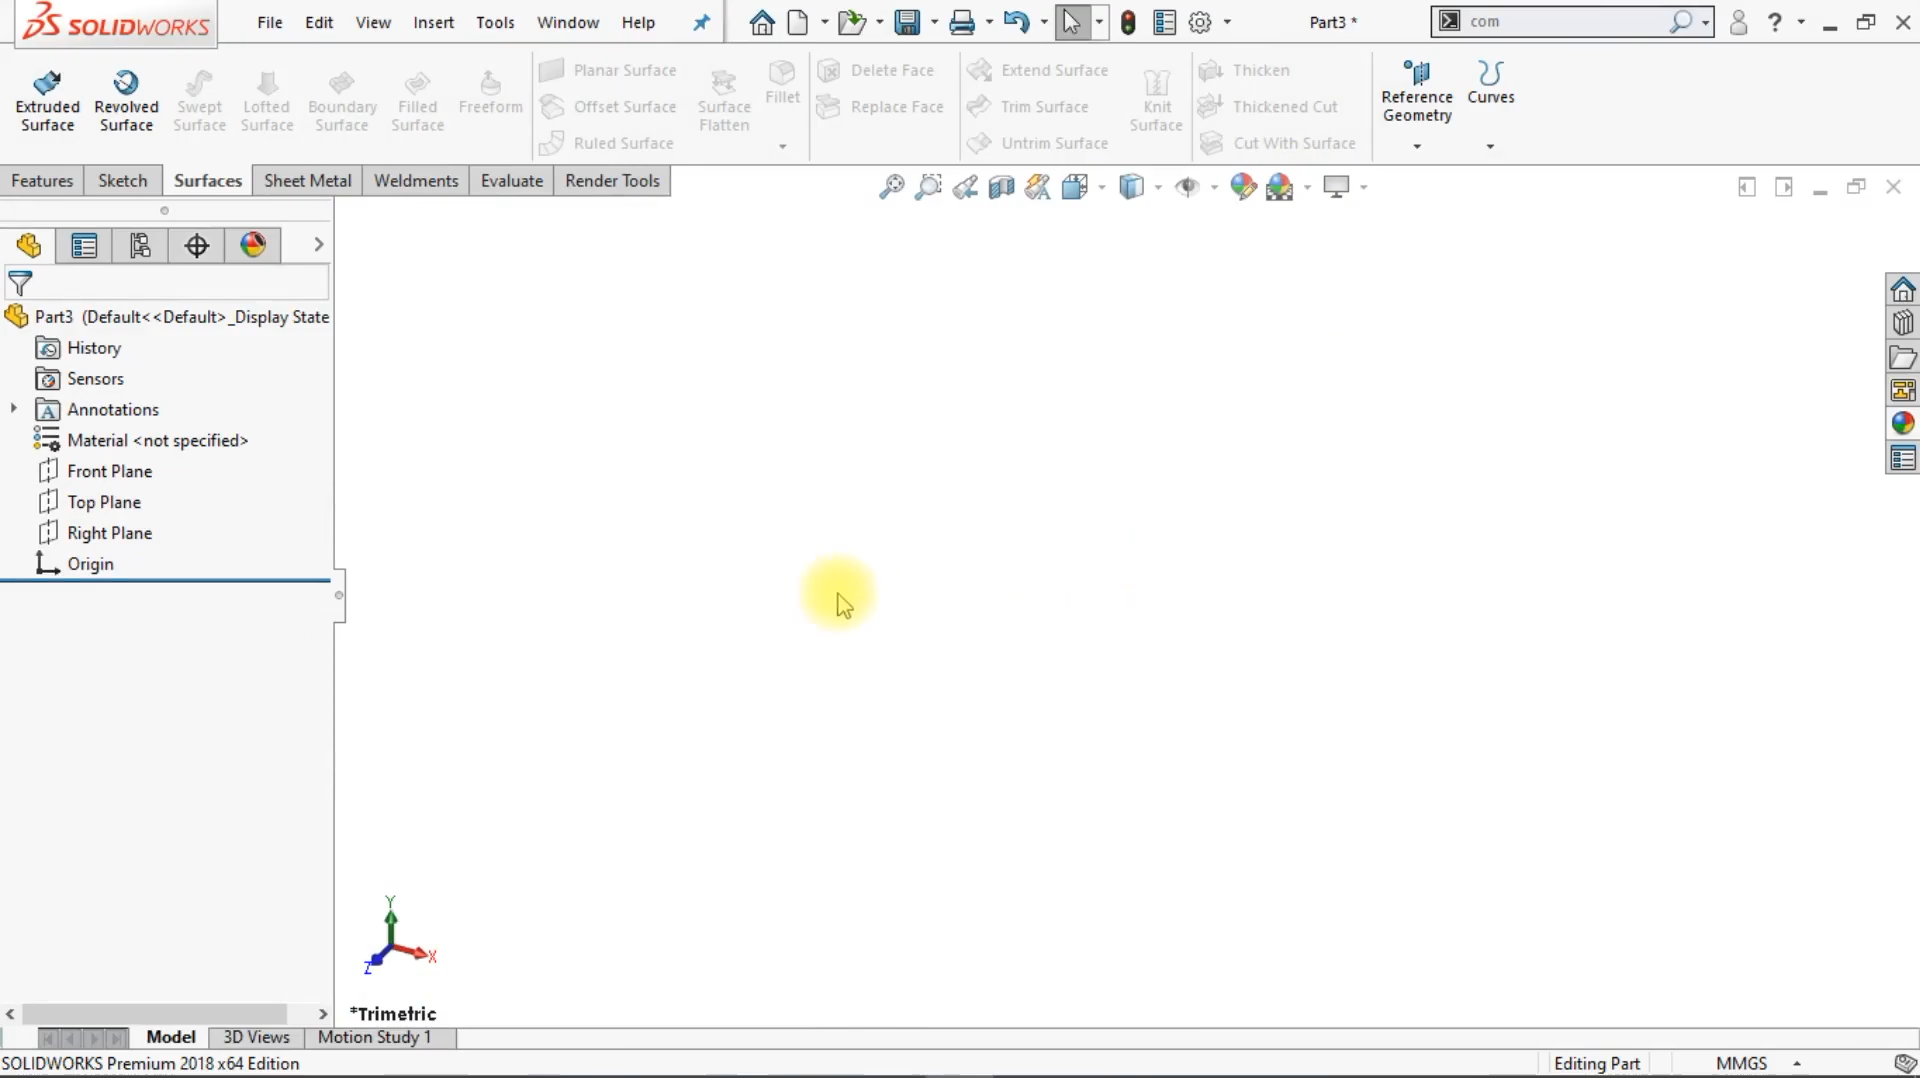 SOLIDWORKS File Edit View Insert Tools Window Help Part3 * com ?
Extruded Surface
Revolved Surface
Swept Surface
Lofted Surface
Boundary Surface
Filled Surface
Freeform
Planar Surface
Offset Surface
Ruled Surface
Surface Flatten
Fillet
Delete Face
Replace Face
Extend Surface
Trim Surface
Untrim Surface
Knit Surface
Thicken
Thickened Cut
Cut With Surface
Reference Geometry
Curves
Features Sketch Surfaces Sheet Metal Weldments Evaluate Render Tools
Part3 (Default<<Default>_Display State
History
Sensors
Annotations
Material <not specified>
Front Plane
Top Plane
Right Plane
Origin
Y
X
Z
*Trimetric
Model 3D Views Motion Study 1
SOLIDWORKS Premium 2018 x64 Edition Editing Part MMGS